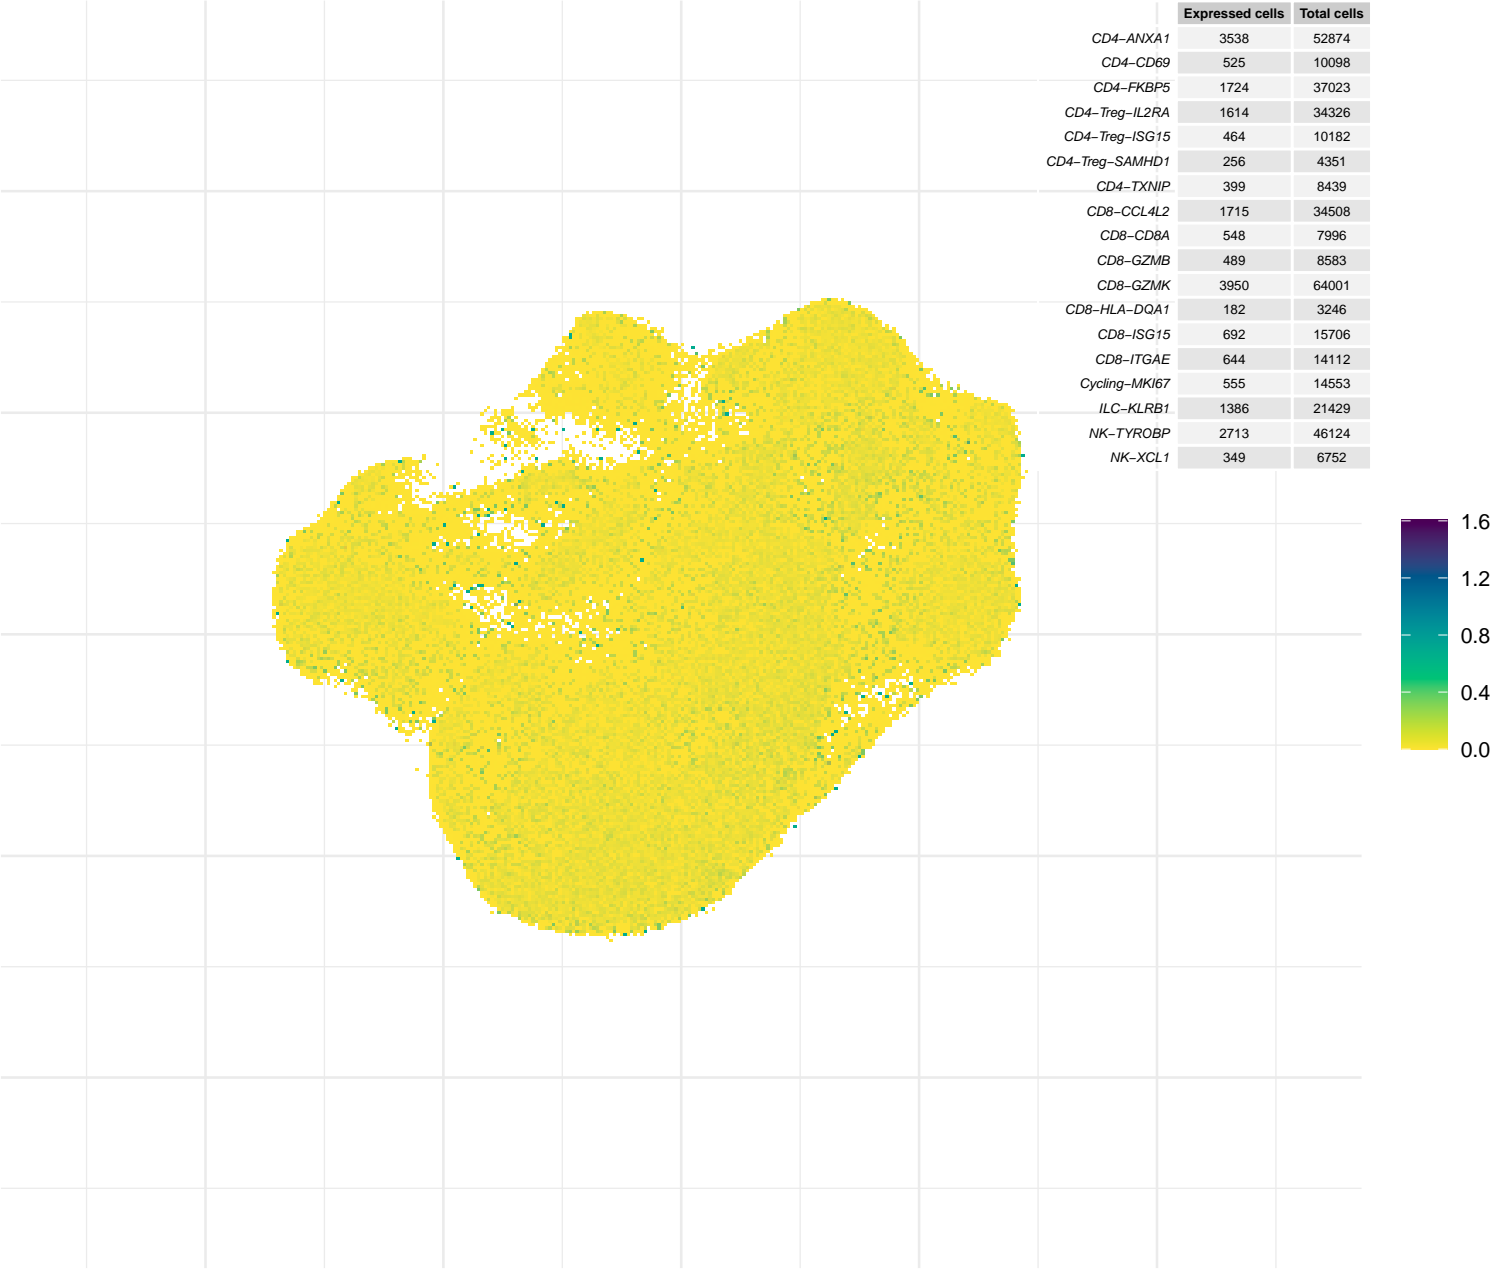 Expressed cells Total cells
CD4−ANXA1 3538 52874
CD4−CD69 525 10098
CD4−FKBP5 1724 37023
CD4−Treg−IL2RA 1614 34326
CD4−Treg−ISG15 464 10182
CD4−Treg−SAMHD1 256 4351
CD4−TXNIP 399 8439
CD8−CCL4L2 1715 34508
CD8−CD8A 548 7996
CD8−GZMB 489 8583
CD8−GZMK 3950 64001
CD8−HLA−DQA1 182 3246
CD8−ISG15 692 15706
CD8−ITGAE 644 14112
Cycling−MKI67 555 14553
ILC−KLRB1 1386 21429
NK−TYROBP 2713 46124
NK−XCL1 349 6752
1.6
1.2
0.8
0.4
0.0